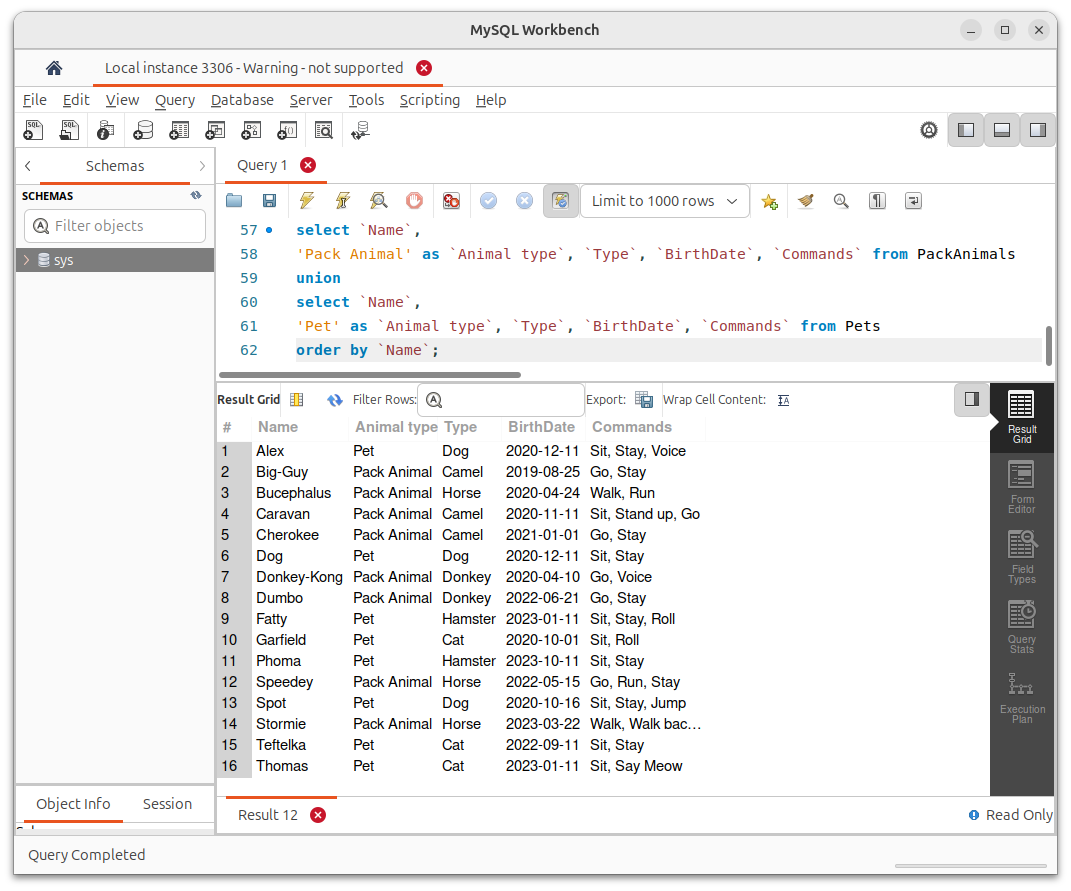 MySQL Workbench
Local instance 3306 - Warning - not supported
File Edit View Query Database Server Tools Scripting Help
SQL SQL
Schemas
Query 1
SCHEMAS
Limit to 1000 rows
Filter objects
sys
57 select `Name`,
58 'Pack Animal' as `Animal type`, `Type`, `BirthDate`, `Commands` from PackAnimals
59 union
60 select `Name`,
61 'Pet' as `Animal type`, `Type`, `BirthDate`, `Commands` from Pets
62 order by `Name`;
Result Grid Filter Rows: Export: Wrap Cell Content:
# Name Animal type Type BirthDate Commands
1 Alex Pet Dog 2020-12-11 Sit, Stay, Voice
2 Big-Guy Pack Animal Camel 2019-08-25 Go, Stay
3 Bucephalus Pack Animal Horse 2020-04-24 Walk, Run
4 Caravan Pack Animal Camel 2020-11-11 Sit, Stand up, Go
5 Cherokee Pack Animal Camel 2021-01-01 Go, Stay
6 Dog Pet Dog 2020-12-11 Sit, Stay
7 Donkey-Kong Pack Animal Donkey 2020-04-10 Go, Voice
8 Dumbo Pack Animal Donkey 2022-06-21 Go, Stay
9 Fatty Pet Hamster 2023-01-11 Sit, Stay, Roll
10 Garfield Pet Cat 2020-10-01 Sit, Roll
11 Phoma Pet Hamster 2023-10-11 Sit, Stay
12 Speedey Pack Animal Horse 2022-05-15 Go, Run, Stay
13 Spot Pet Dog 2020-10-16 Sit, Stay, Jump
14 Stormie Pack Animal Horse 2023-03-22 Walk, Walk bac...
15 Teftelka Pet Cat 2022-09-11 Sit, Stay
16 Thomas Pet Cat 2023-01-11 Sit, Say Meow
Result
Grid
Form
Editor
Field
Types
Query
Stats
Execution
Plan
Object Info Session
Result 12
Read Only
Query Completed